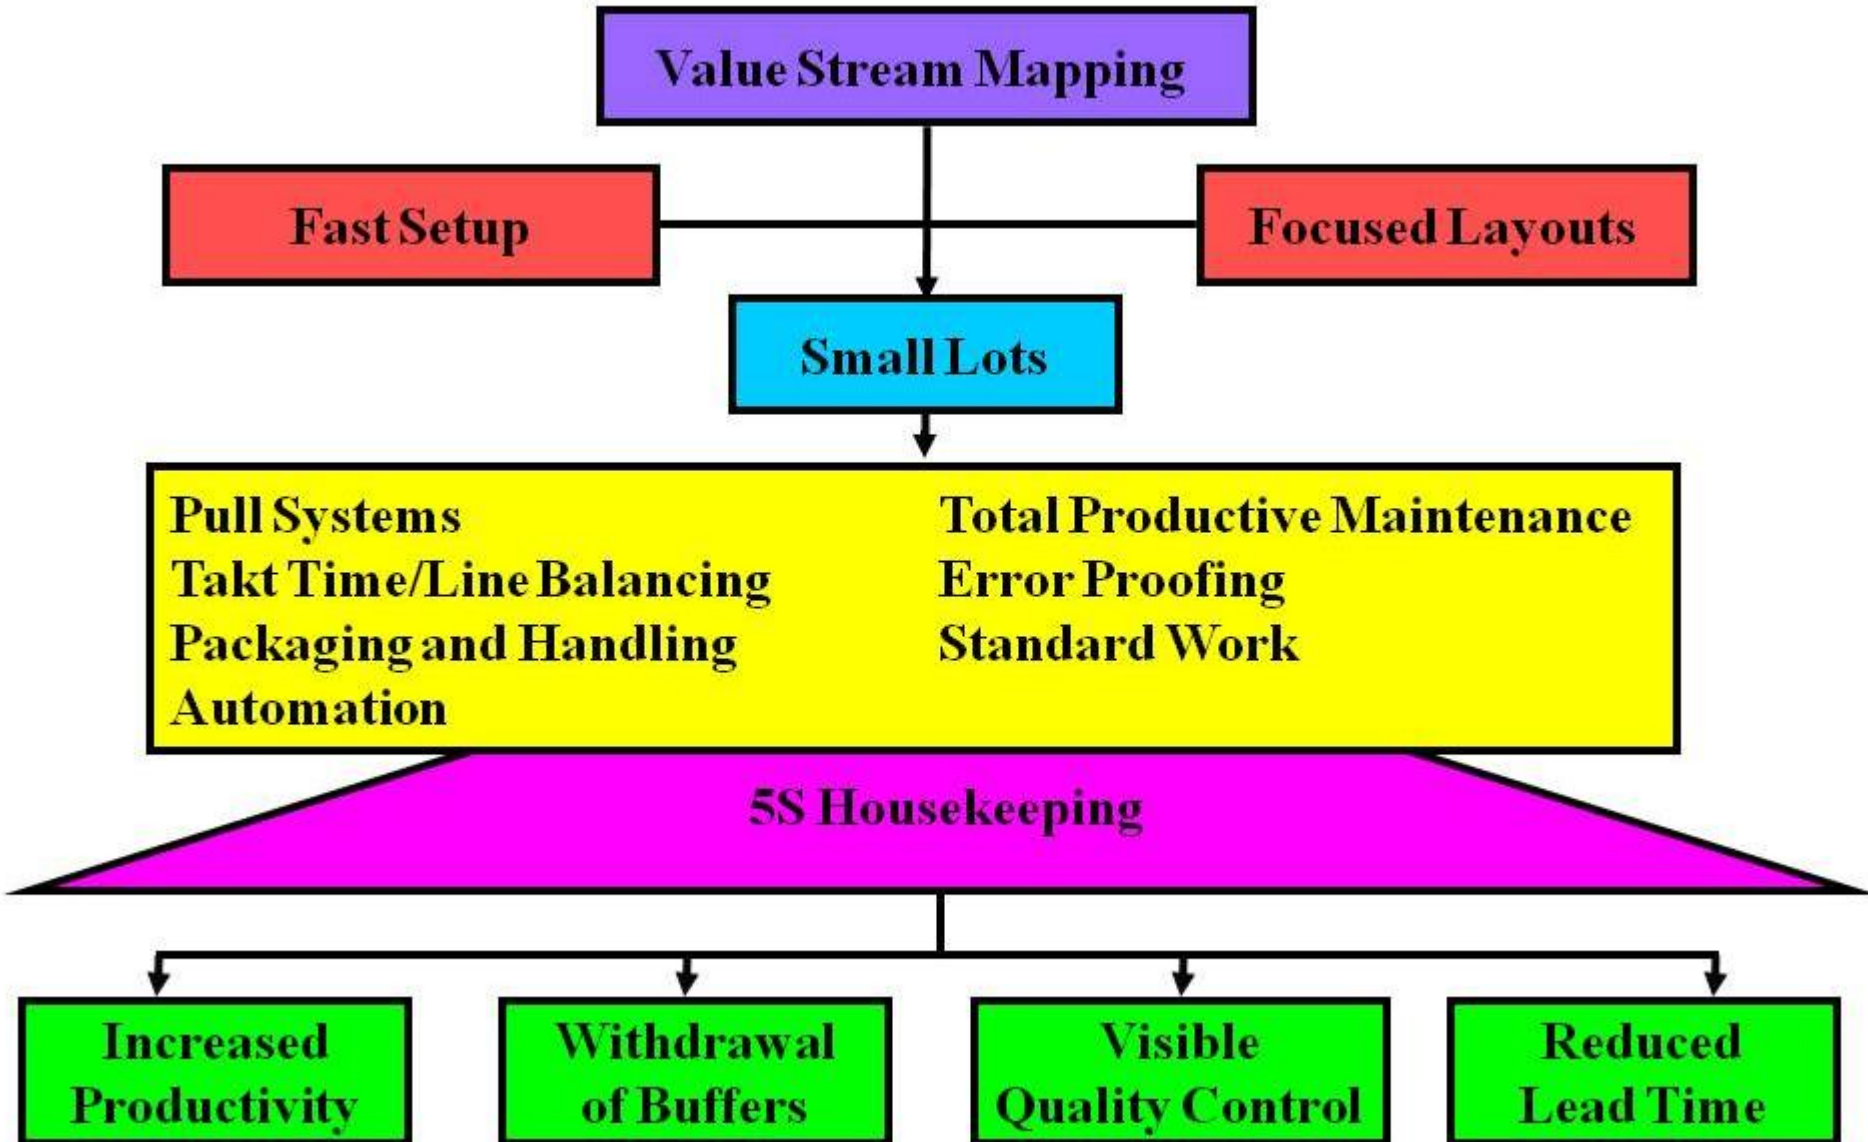 Value Stream Mapping
Fast Setup
Focused Layouts
Small Lots
Pull Systems
Takt Time/Line Balancing
Packaging and Handling
Automation
Total Productive Maintenance
Error Proofing
Standard Work
5S Housekeeping
Increased
Productivity
Withdrawal
of Buffers
Visible
Quality Control
Reduced
Lead Time